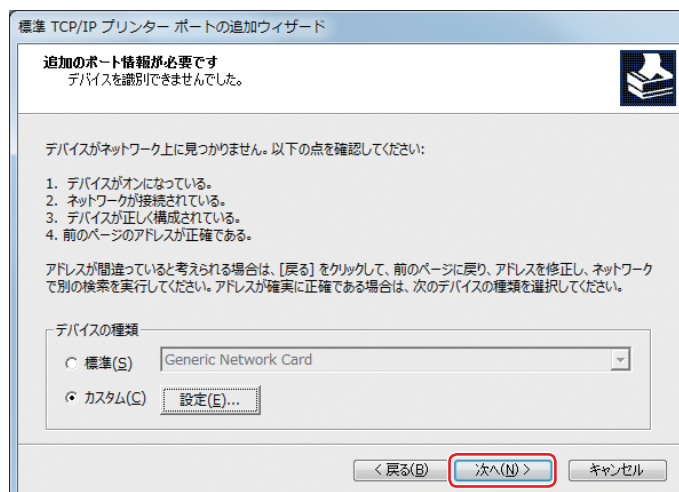 標準 TCP/IP プリンター ポートの追加ウィザード
追加のポート情報が必要です
デバイスを識別できませんでした。
デバイスがネットワーク上に見つかりません。以下の点を確認してください:
1. デバイスがオンになっている。
2. ネットワークが接続されている。
3. デバイスが正しく構成されている。
4. 前のページのアドレスが正確である。
アドレスが間違っていると考えられる場合は、[戻る] をクリックして、前のページに戻り、アドレスを修正し、ネットワーク
で別の検索を実行してください。アドレスが確実に正確である場合は、次のデバイスの種類を選択してください。
デバイスの種類
標準(S) Generic Network Card
カスタム(C) 設定(E)...
< 戻る(B) 次へ(N) > キャンセル